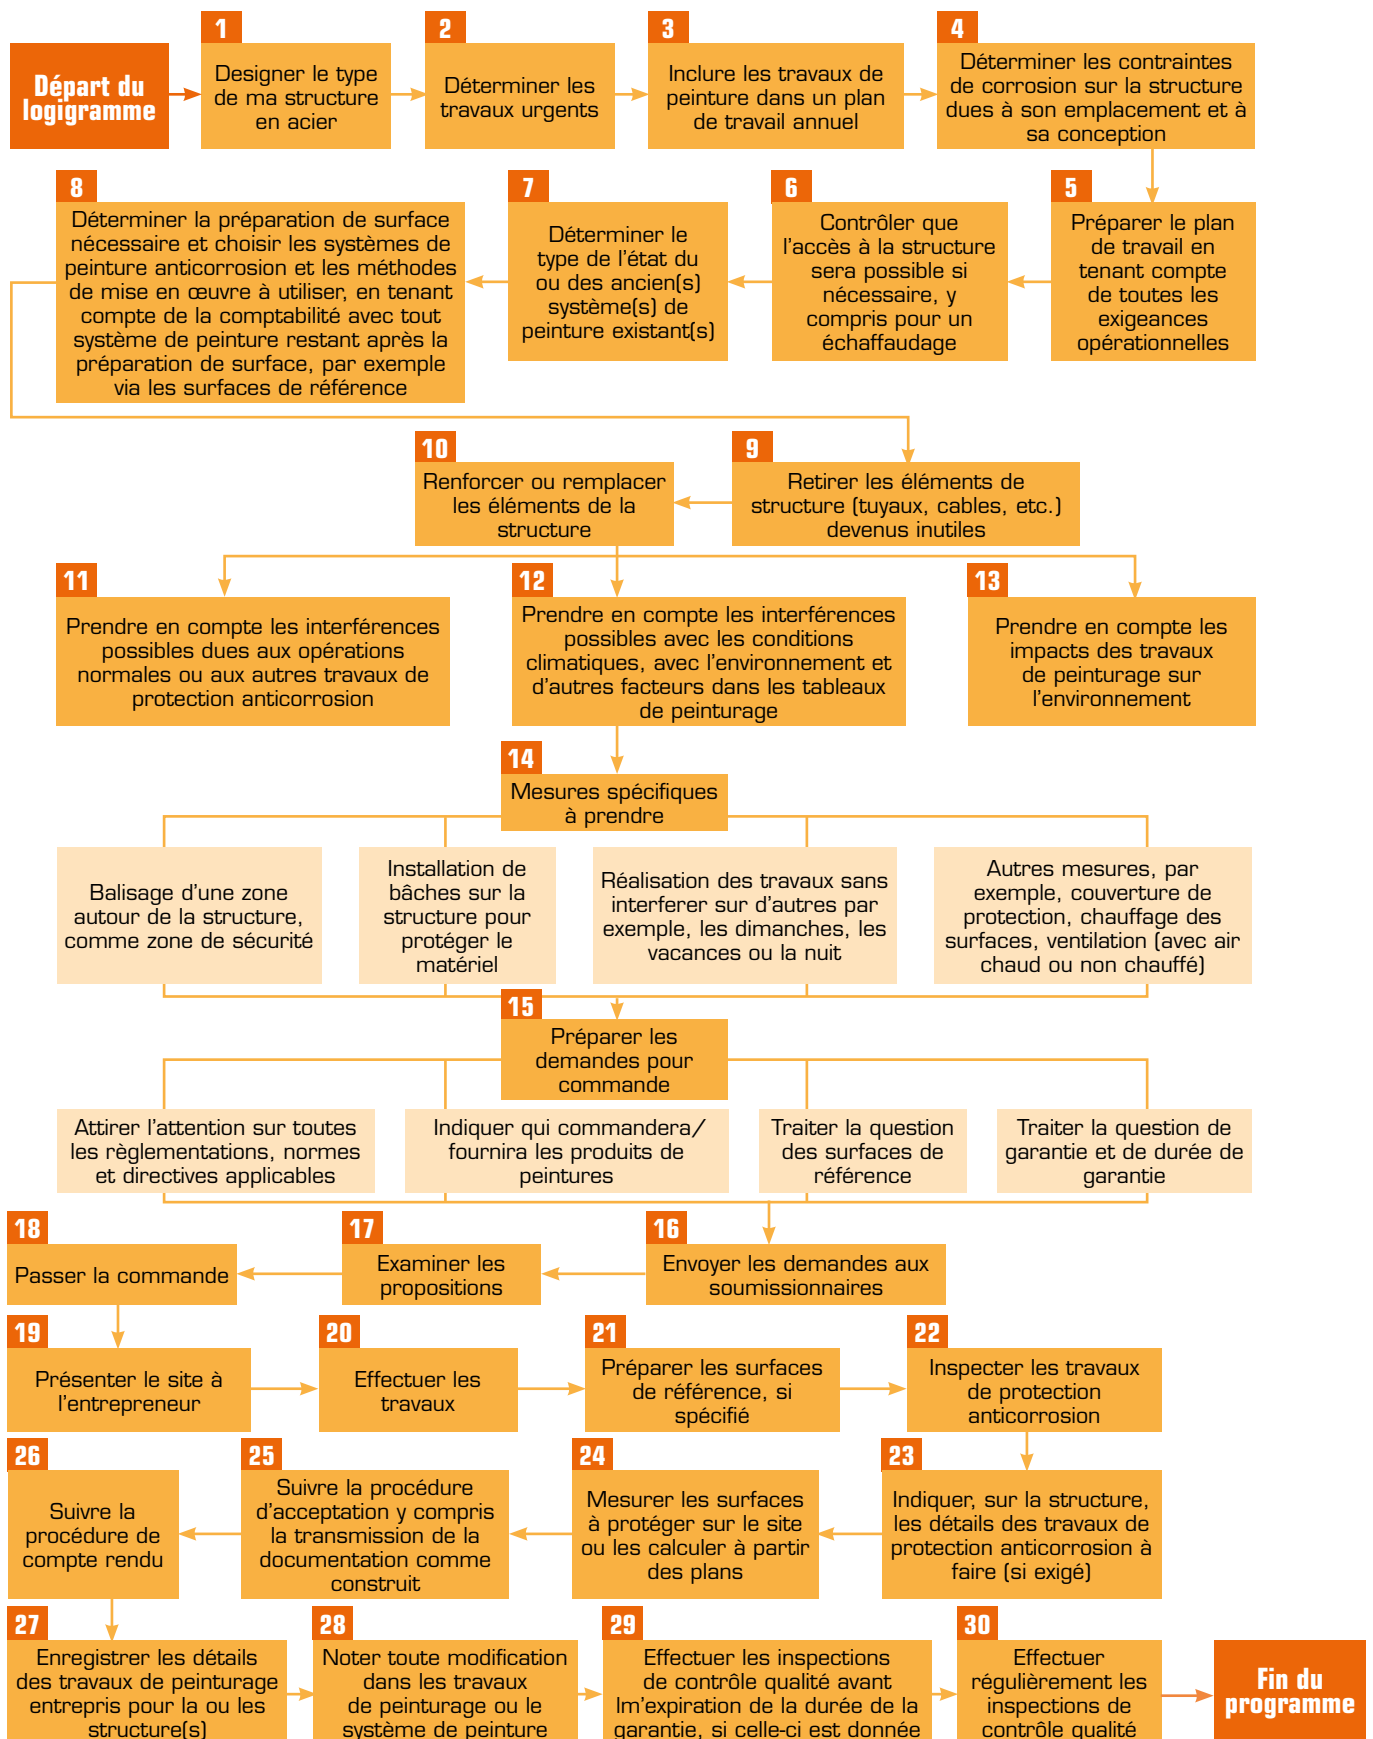 Départ du
logigramme
1
Designer le type
de ma structure
en acier
2
Déterminer les
travaux urgents
3
Inclure les travaux de
peinture dans un plan
de travail annuel
4
Déterminer les contraintes
de corrosion sur la structure
dues à son emplacement et à
sa conception
5
Préparer le plan
de travail en
tenant compte
de toutes les
exigeances
opérationnelles
6
Contrôler que
l'accès à la structure
sera possible si
nécessaire, y
compris pour un
échaffaudage
7
Déterminer le
type de l'état du
ou des ancien(s)
système(s) de
peinture existant(s)
8
Déterminer la préparation de surface
nécessaire et choisir les systèmes de
peinture anticorrosion et les méthodes
de mise en œuvre à utiliser, en tenant
compte de la comptabilité avec tout
système de peinture restant après la
préparation de surface, par exemple
via les surfaces de référence
9
Retirer les éléments de
structure (tuyaux, cables, etc.)
devenus inutiles
10
Renforcer ou remplacer
les éléments de la
structure
11
Prendre en compte les interférences
possibles dues aux opérations
normales ou aux autres travaux de
protection anticorrosion
12
Prendre en compte les interférences
possibles avec les conditions
climatiques, avec l'environnement et
d'autres facteurs dans les tableaux
de peinturage
13
Prendre en compte les
impacts des travaux
de peinturage sur
l'environnement
14
Mesures spécifiques
à prendre
Balisage d'une zone
autour de la structure,
comme zone de sécurité
Installation de
bâches sur la
structure pour
protéger le
matériel
Réalisation des travaux sans
interferer sur d'autres par
exemple, les dimanches, les
vacances ou la nuit
Autres mesures, par
exemple, couverture de
protection, chauffage des
surfaces, ventilation (avec air
chaud ou non chauffé)
15
Préparer les
demandes pour
commande
Attirer l'attention sur toutes
les règlementations, normes
et directives applicables
Indiquer qui commandera/
fournira les produits de
peintures
Traiter la question
des surfaces de
référence
Traiter la question de
garantie et de durée de
garantie
16
Envoyer les demandes aux
soumissionnaires
17
Examiner les
propositions
18
Passer la commande
19
Présenter le site à
l'entrepreneur
20
Effectuer les
travaux
21
Préparer les surfaces
de référence, si
spécifié
22
Inspecter les travaux
de protection
anticorrosion
23
Indiquer, sur la structure,
les détails des travaux de
protection anticorrosion à
faire (si exigé)
24
Mesurer les surfaces
à protéger sur le site
ou les calculer à partir
des plans
25
Suivre la procédure
d'acceptation y compris
la transmission de la
documentation comme
construit
26
Suivre la
procédure de
compte rendu
27
Enregistrer les détails
des travaux de peinturage
entrepris pour la ou les
structure(s)
28
Noter toute modification
dans les travaux
de peinturage ou le
système de peinture
29
Effectuer les inspections
de contrôle qualité avant
lm'expiration de la durée de la
garantie, si celle-ci est donnée
30
Effectuer
régulièrement les
inspections de
contrôle qualité
Fin du
programme